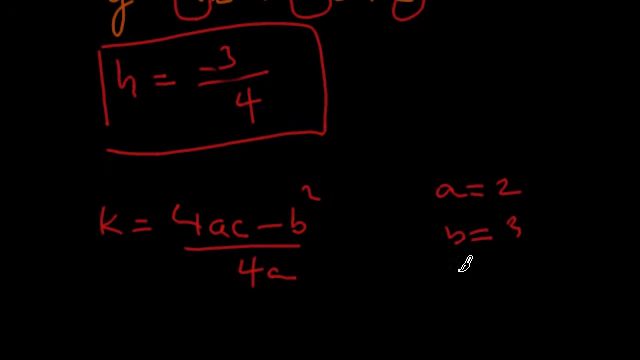 h = -3/4
k = 4ac - b²/4a
a = 2
b = 3